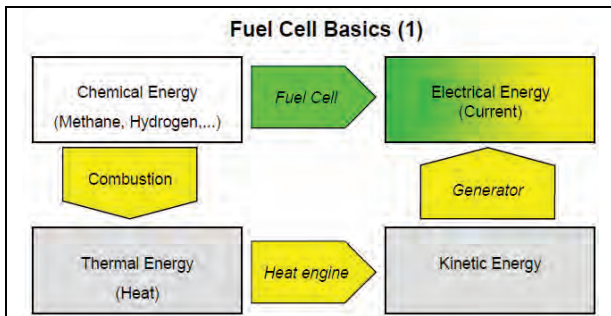 Fuel Cell Basics (1)
Chemical Energy
(Methane, Hydrogen,...)
Fuel Cell
Electrical Energy
(Current)
Combustion
Generator
Thermal Energy
(Heat)
Heat engine
Kinetic Energy